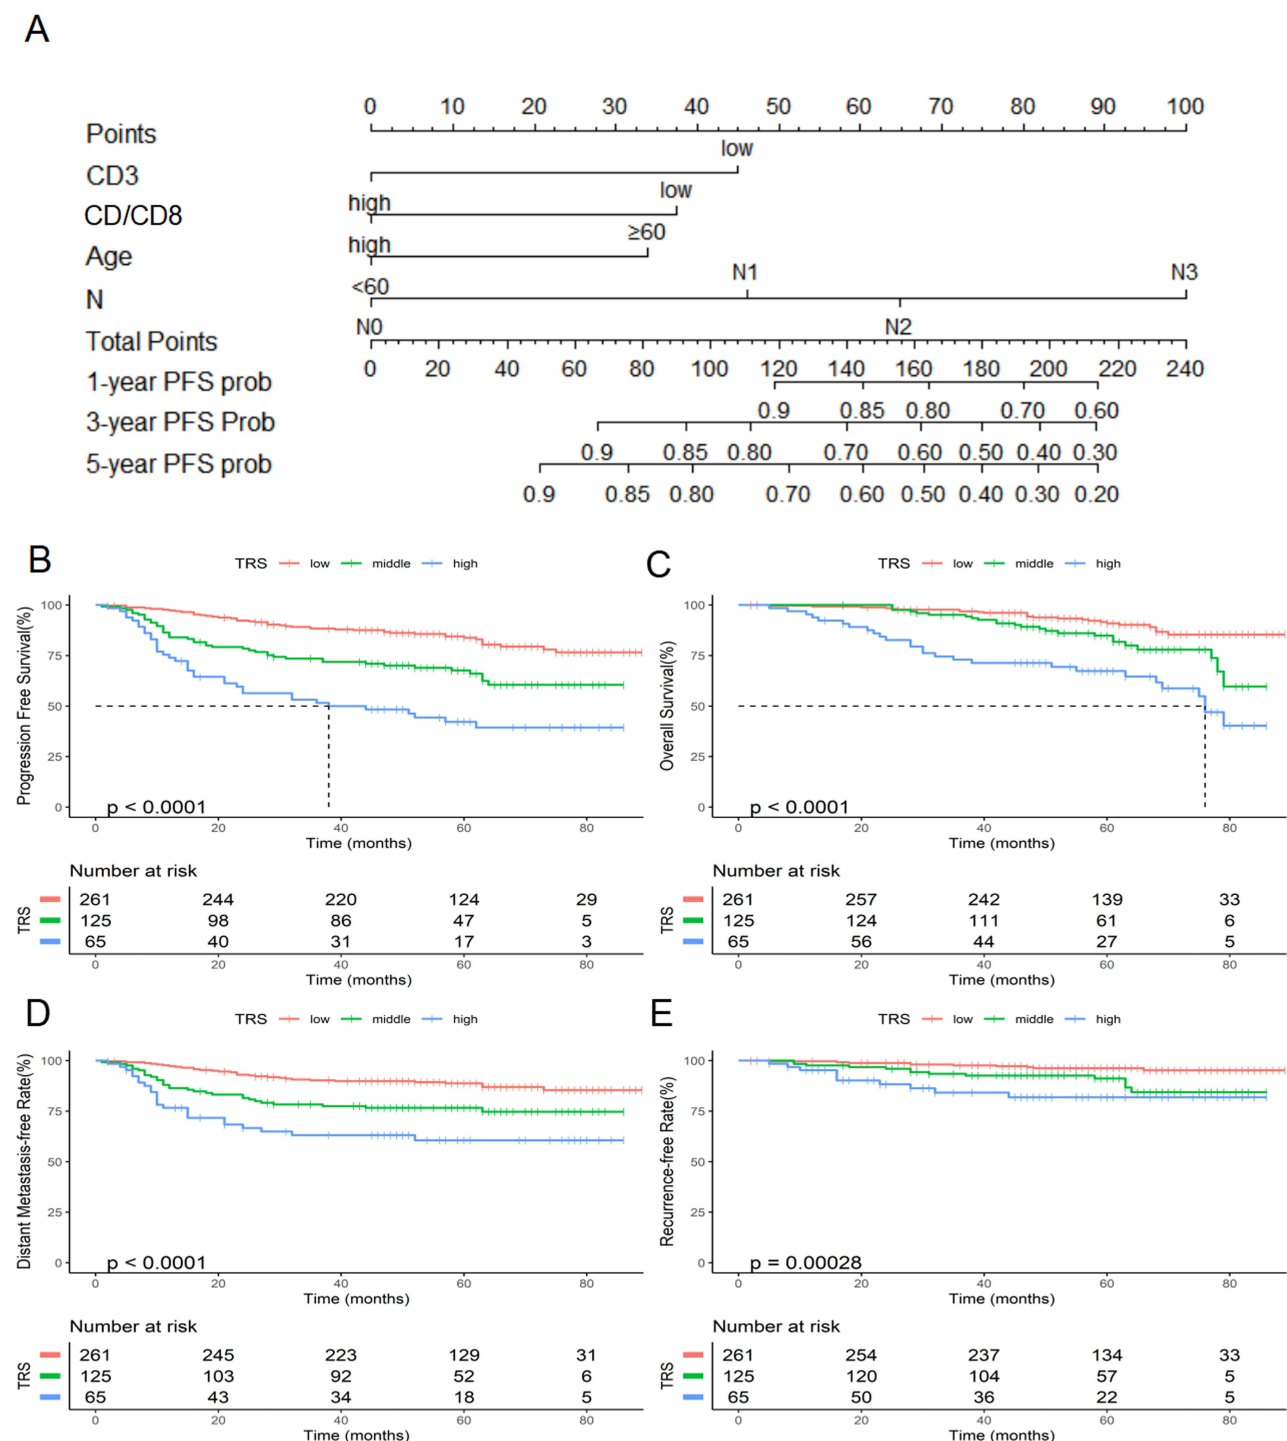 A
0 10 20 30 40 50 60 70 80 90 100
Points
low
CD3
low
high
CD/CD8
≥60
high
Age
N1 N3
<60
N
N0 N2
Total Points
0 20 40 60 80 100 120 140 160 180 200 220 240
1-year PFS prob
0.9 0.85 0.80 0.70 0.60
3-year PFS Prob
0.9 0.85 0.80 0.70 0.60 0.50 0.40 0.30
5-year PFS prob
0.9 0.85 0.80 0.70 0.60 0.50 0.40 0.30 0.20
B
TRS low middle high
Progression Free Survival(%)
100
75
50
25
0
p < 0.0001
0 20 40 60 80
Time (months)
Number at risk
TRS
261 244 220 124 29
125 98 86 47 5
65 40 31 17 3
0 20 40 60 80
Time (months)
C
TRS low middle high
Overall Survival(%)
100
75
50
25
0
p < 0.0001
0 20 40 60 80
Time (months)
Number at risk
TRS
261 257 242 139 33
125 124 111 61 6
65 56 44 27 5
0 20 40 60 80
Time (months)
D
TRS low middle high
Distant Metastasis-free Rate(%)
100
75
50
25
0
p < 0.0001
0 20 40 60 80
Time (months)
Number at risk
TRS
261 245 223 129 31
125 103 92 52 6
65 43 34 18 5
0 20 40 60 80
Time (months)
E
TRS low middle high
Recurrence-free Rate(%)
100
75
50
25
0
p = 0.00028
0 20 40 60 80
Time (months)
Number at risk
TRS
261 254 237 134 33
125 120 104 57 5
65 50 36 22 5
0 20 40 60 80
Time (months)